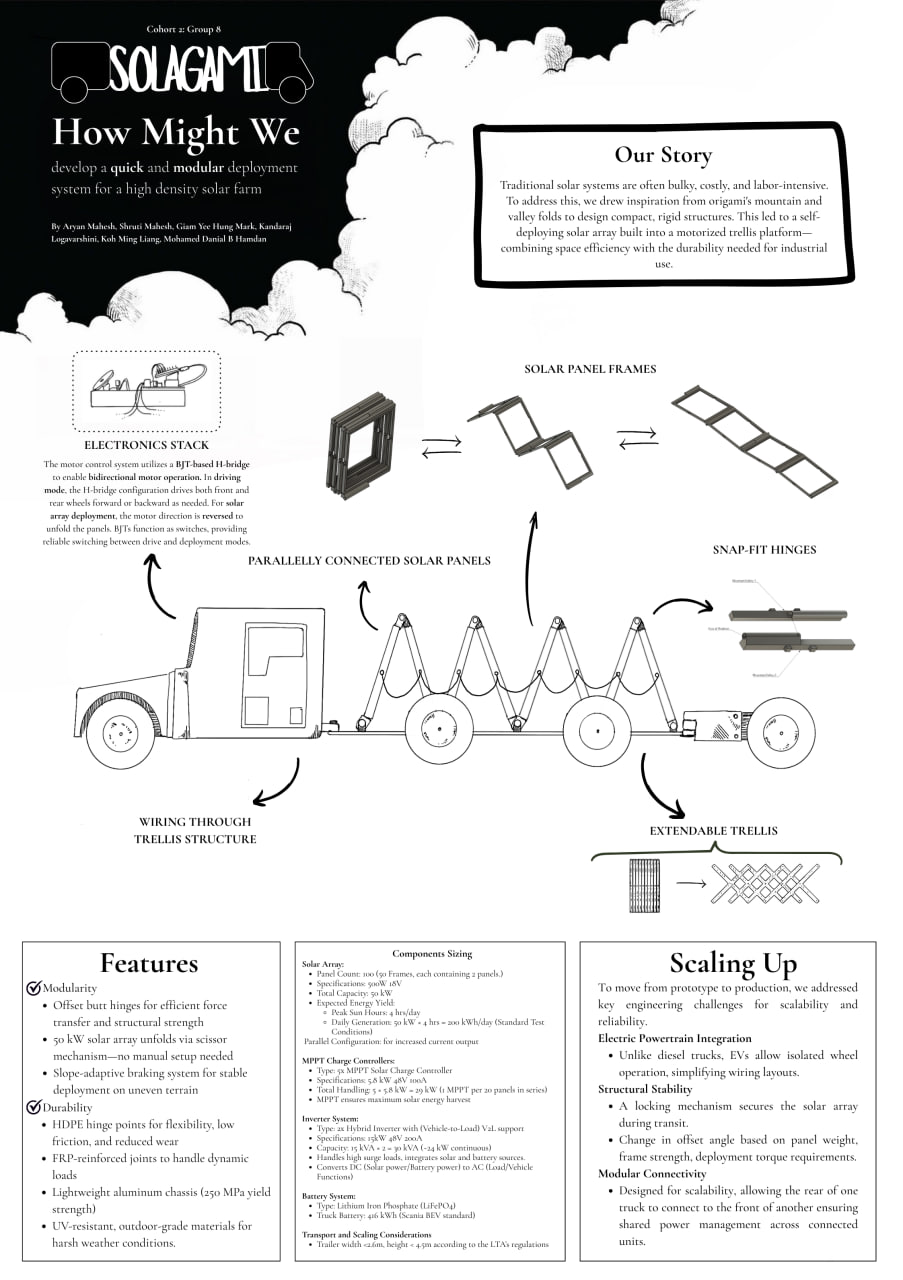 Cohort 2: Group 8
SOLAGAMI
How Might We
develop a quick and modular deployment
system for a high density solar farm
By Aryan Mahesh, Shruti Mahesh, Giam Yee Hung Mark, Kandaraj
Logavarshini, Koh Ming Liang, Mohamed Danial B Hamdan
Our Story
Traditional solar systems are often bulky, costly, and labor-intensive.
To address this, we drew inspiration from origami's mountain and
valley folds to design compact, rigid structures. This led to a self-
deploying solar array built into a motorized trellis platform—
combining space efficiency with the durability needed for industrial
use.
SOLAR PANEL FRAMES
ELECTRONICS STACK
The motor control system utilizes a BJT-based H-bridge
to enable bidirectional motor operation. In driving
mode, the H-bridge configuration drives both front and
rear wheels forward or backward as needed. For solar
array deployment, the motor direction is reversed to
unfold the panels. BJTs function as switches, providing
reliable switching between drive and deployment modes.
PARALLELLY CONNECTED SOLAR PANELS
SNAP-FIT HINGES
WIRING THROUGH
TRELLIS STRUCTURE
EXTENDABLE TRELLIS
Features
Modularity
• Offset butt hinges for efficient force
transfer and structural strength
• 50 kW solar array unfolds via scissor
mechanism—no manual setup needed
• Slope-adaptive braking system for stable
deployment on uneven terrain
Durability
• HDPE hinge points for flexibility, low
friction, and reduced wear
• FRP-reinforced joints to handle dynamic
loads
• Lightweight aluminum chassis (250 MPa yield
strength)
• UV-resistant, outdoor-grade materials for
harsh weather conditions.
Components Sizing
Solar Array:
• Panel Count: 100 (50 Frames, each containing 2 panels.)
• Specifications: 500W 18V
• Total Capacity: 50 kW
• Expected Energy Yield:
◦ Peak Sun Hours: 4 hrs/day
◦ Daily Generation: 50 kW × 4 hrs = 200 kWh/day (Standard Test
Conditions)
Parallel Configuration: for increased current output
MPPT Charge Controllers:
• Type: 5x MPPT Solar Charge Controller
• Specifications: 5.8 kW 48V 100A
• Total Handling: 5 × 5.8 kW = 29 kW (1 MPPT per 20 panels in series)
• MPPT ensures maximum solar energy harvest
Inverter System:
• Type: 2x Hybrid Inverter with (Vehicle-to-Load) V2L support
• Specifications: 15kW 48V 200A
• Capacity: 15 kVA × 2 = 30 kVA (~24 kW continuous)
• Handles high surge loads, integrates solar and battery sources.
• Converts DC (Solar power/Battery power) to AC (Load/Vehicle
Functions)
Battery System:
• Type: Lithium Iron Phosphate (LiFePO4)
• Truck Battery: 416 kWh (Scania BEV standard)
Transport and Scaling Considerations
• Trailer width <2.6m, height < 4.5m according to the LTA's regulations
Scaling Up
To move from prototype to production, we addressed
key engineering challenges for scalability and
reliability.
Electric Powertrain Integration
• Unlike diesel trucks, EVs allow isolated wheel
operation, simplifying wiring layouts.
Structural Stability
• A locking mechanism secures the solar array
during transit.
• Change in offset angle based on panel weight,
frame strength, deployment torque requirements.
Modular Connectivity
• Designed for scalability, allowing the rear of one
truck to connect to the front of another ensuring
shared power management across connected
units.